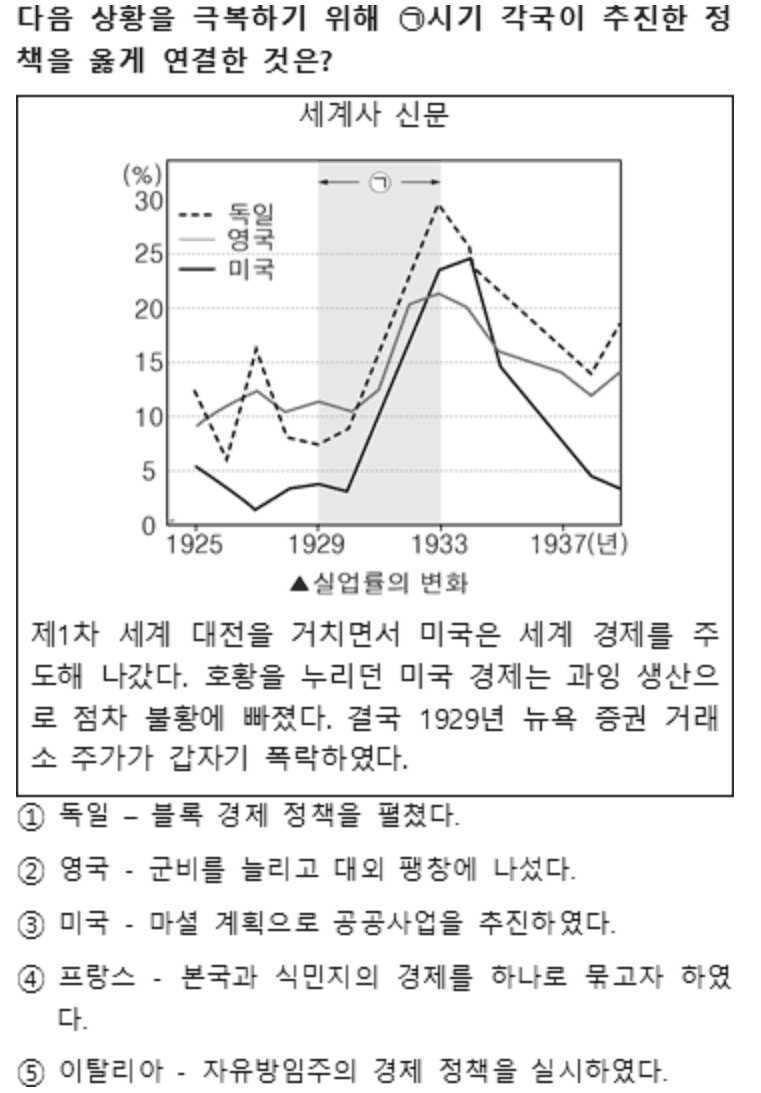 다음 상황을 극복하기 위해 ㉠시기 각국이 추진한 정
책을 옳게 연결한 것은?
세계사 신문
(%)
30
25
20
15
10
5
0
㉠
독일
영국
미국
1925 1929 1933 1937(년)
▲실업률의 변화
제1차 세계 대전을 거치면서 미국은 세계 경제를 주
도해 나갔다. 호황을 누리던 미국 경제는 과잉 생산으
로 점차 불황에 빠졌다. 결국 1929년 뉴욕 증권 거래
소 주가가 갑자기 폭락하였다.
① 독일 – 블록 경제 정책을 펼쳤다.
② 영국 - 군비를 늘리고 대외 팽창에 나섰다.
③ 미국 - 마셜 계획으로 공공사업을 추진하였다.
④ 프랑스 - 본국과 식민지의 경제를 하나로 묶고자 하였
다.
⑤ 이탈리아 - 자유방임주의 경제 정책을 실시하였다.